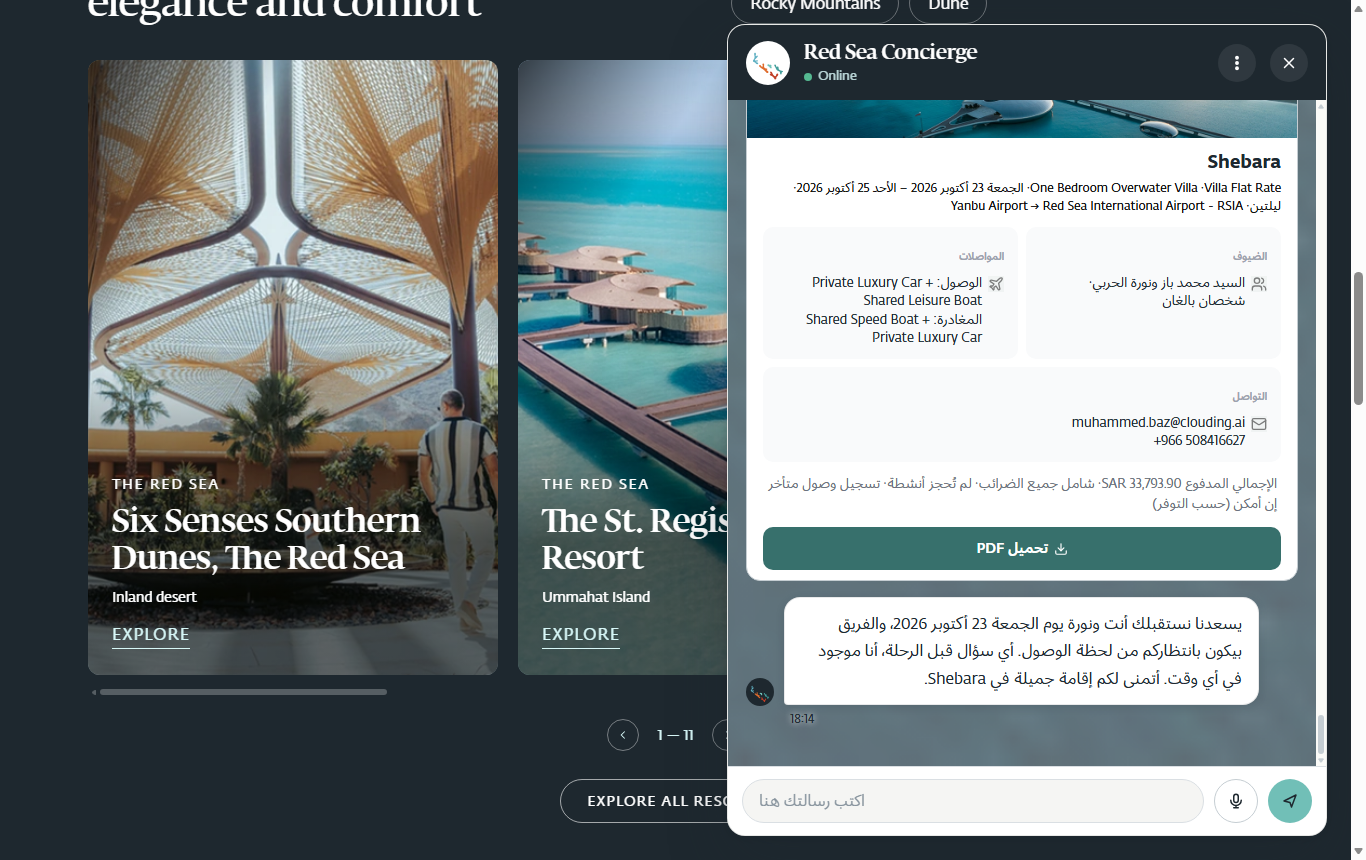 elegance and comfort
Rocky Mountains
Dune
THE RED SEA
Six Senses Southern
Dunes, The Red Sea
Inland desert
EXPLORE
THE RED SEA
The St. Regis
Resort
Ummahat Island
EXPLORE
1 — 11
EXPLORE ALL RESO
Red Sea Concierge
Online
Shebara
One Bedroom Overwater Villa ·Villa Flat Rate· الجمعة 23 أكتوبر 2026 – الأحد 25 أكتوبر 2026·
ليلتين· Yanbu Airport → Red Sea International Airport - RSIA
الضيوف
السيد محمد باز ونورة الحربي·
شخصان بالغان
المواصلات
الوصول: Private Luxury Car +
Shared Leisure Boat
المغادرة: Shared Speed Boat +
Private Luxury Car
التواصل
muhammed.baz@clouding.ai
+966 508416627
الإجمالي المدفوع SAR 33,793.90· شامل جميع الضرائب· لم تُحجز أنشطة· تسجيل وصول متأخر
إن أمكن (حسب التوفر)
تحميل PDF
يسعدنا نستقبلك أنت ونورة يوم الجمعة 23 أكتوبر 2026، والفريق
بيكون بانتظاركم من لحظة الوصول. أي سؤال قبل الرحلة، أنا موجود
في أي وقت. أتمنى لكم إقامة جميلة في Shebara.
18:14
اكتب رسالتك هنا